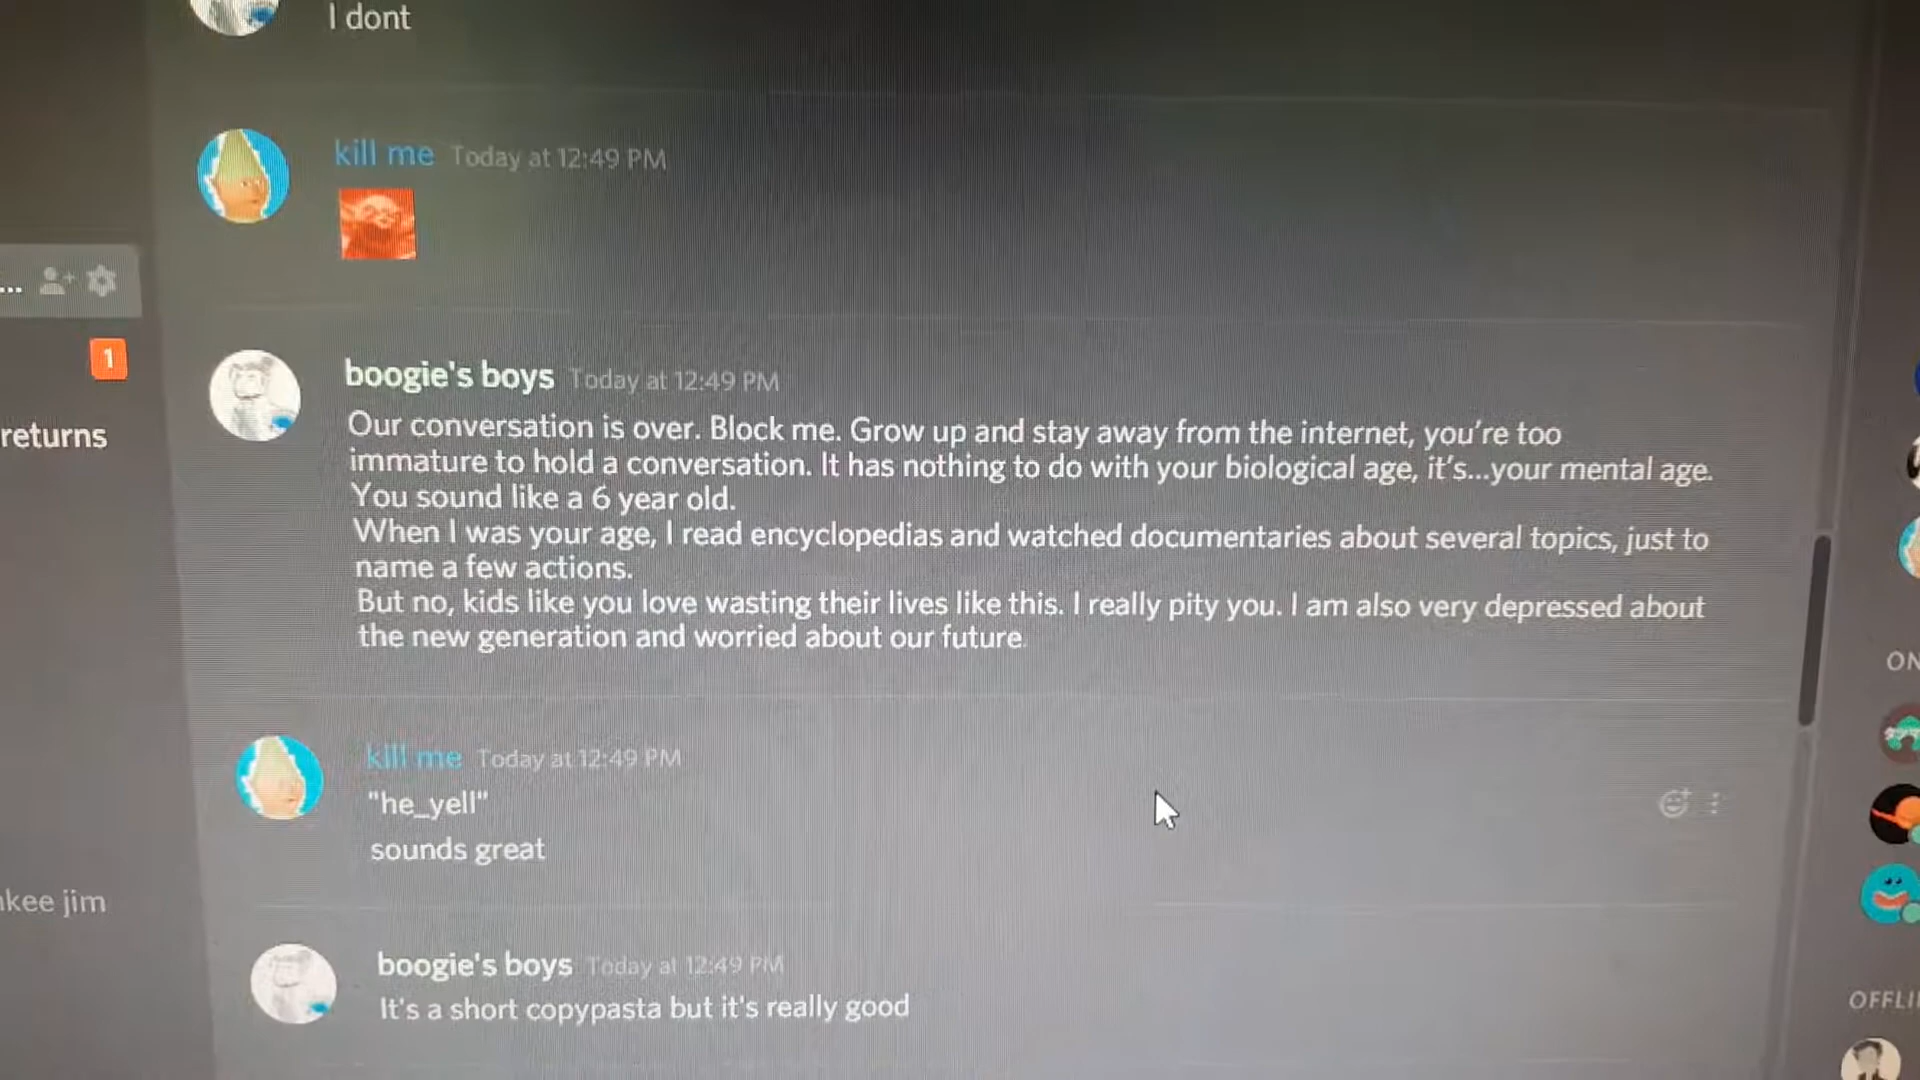 I dont
kill me Today at 12:49 PM
...
1
boogie's boys Today at 12:49 PM
Our conversation is over. Block me. Grow up and stay away from the internet, you're too
immature to hold a conversation. It has nothing to do with your biological age, it's...your mental age.
returns
You sound like a 6 year old.
When I was your age, I read encyclopedias and watched documentaries about several topics, just to
name a few actions.
But no, kids like you love wasting their lives like this. I really pity you. I am also very depressed about
the new generation and worried about our future.
ON
kill me Today at 12:49 PM
"he_yell"
sounds great
kee jim
boogie's boys Today at 12:49 PM
It's a short copypasta but it's really good
OFFLI